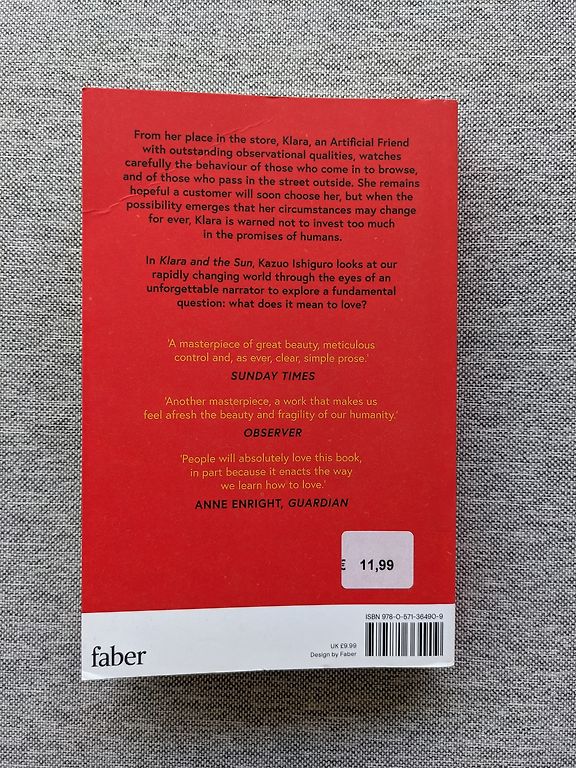 From her place in the store, Klara, an Artificial Friend
with outstanding observational qualities, watches
carefully the behaviour of those who come in to browse,
and of those who pass in the street outside. She remains
hopeful a customer will soon choose her, but when the
possibility emerges that her circumstances may change
for ever, Klara is warned not to invest too much
in the promises of humans.
In Klara and the Sun, Kazuo Ishiguro looks at our
rapidly changing world through the eyes of an
unforgettable narrator to explore a fundamental
question: what does it mean to love?
'A masterpiece of great beauty, meticulous
control and, as ever, clear, simple prose.'
SUNDAY TIMES
'Another masterpiece, a work that makes us
feel afresh the beauty and fragility of our humanity.'
OBSERVER
'People will absolutely love this book,
in part because it enacts the way
we learn how to love.'
ANNE ENRIGHT, GUARDIAN
€ 11,99
ISBN 978-0-571-36490-9
UK £9.99
Design by Faber
faber